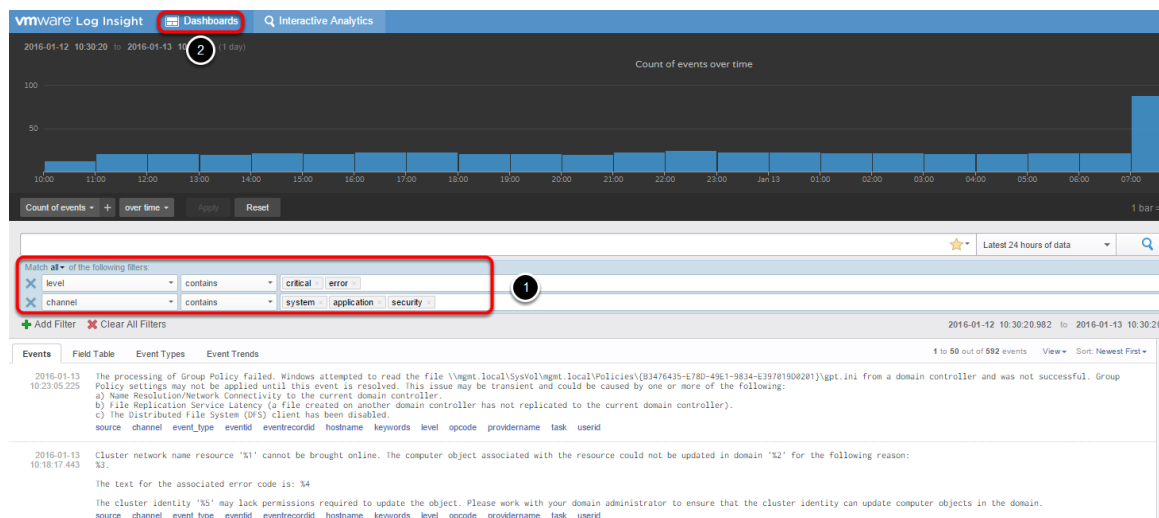 vmware Log Insight Dashboards Interactive Analytics
2016-01-12 10:30:20 to 2016-01-13 10 (1 day)
2
Count of events over time
100
50
10:00 11:00 12:00 13:00 14:00 15:00 16:00 17:00 18:00 19:00 20:00 21:00 22:00 23:00 Jan 13 01:00 02:00 03:00 04:00 05:00 06:00 07:00
Count of events + over time Apply Reset 1 bar =
Latest 24 hours of data
Match all of the following filters:
level contains critical × error ×
1
channel contains system × application × security ×
Add Filter Clear All Filters 2016-01-12 10:30:20.982 to 2016-01-13 10:30:20
Events Field Table Event Types Event Trends 1 to 50 out of 592 events View Sort: Newest First
2016-01-13 The processing of Group Policy failed. Windows attempted to read the file \\mgmt.local\SysVol\mgmt.local\Policies\{B3476435-E78D-49E1-9834-E397019D0201}\gpt.ini from a domain controller and was not successful. Group
10:23:05.225 Policy settings may not be applied until this event is resolved. This issue may be transient and could be caused by one or more of the following:
a) Name Resolution/Network Connectivity to the current domain controller.
b) File Replication Service Latency (a file created on another domain controller has not replicated to the current domain controller).
c) The Distributed File System (DFS) client has been disabled.
source channel event_type eventid eventrecordid hostname keywords level opcode providername task userid
2016-01-13 Cluster network name resource '%1' cannot be brought online. The computer object associated with the resource could not be updated in domain '%2' for the following reason:
10:18:17.443 %3.
The text for the associated error code is: %4
The cluster identity '%5' may lack permissions required to update the object. Please work with your domain administrator to ensure that the cluster identity can update computer objects in the domain.
source channel event_type eventid eventrecordid hostname keywords level opcode providername task userid